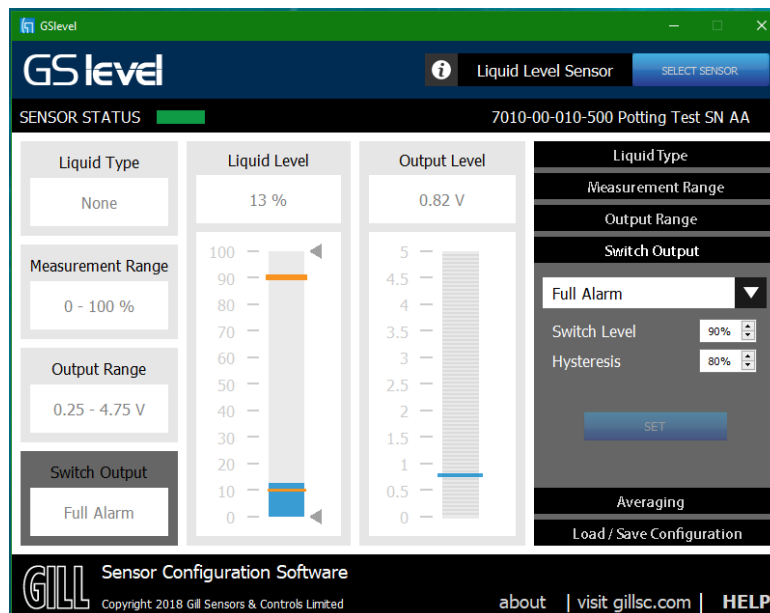 GSlevel
GSlevel
Liquid Level Sensor
SELECT SENSOR
SENSOR STATUS
7010-00-010-500 Potting Test SN AA
Liquid Type
None
Measurement Range
0 - 100 %
Output Range
0.25 - 4.75 V
Switch Output
Full Alarm
Liquid Level
13 %
100
90
80
70
60
50
40
30
20
10
0
Output Level
0.82 V
5
4.5
4
3.5
3
2.5
2
1.5
1
0.5
0
Liquid Type
Measurement Range
Output Range
Switch Output
Full Alarm
Switch Level 90%
Hysteresis 80%
SET
Averaging
Load / Save Configuration
GILL
Sensor Configuration Software
Copyright 2018 Gill Sensors & Controls Limited
about | visit gillsc.com | HELP